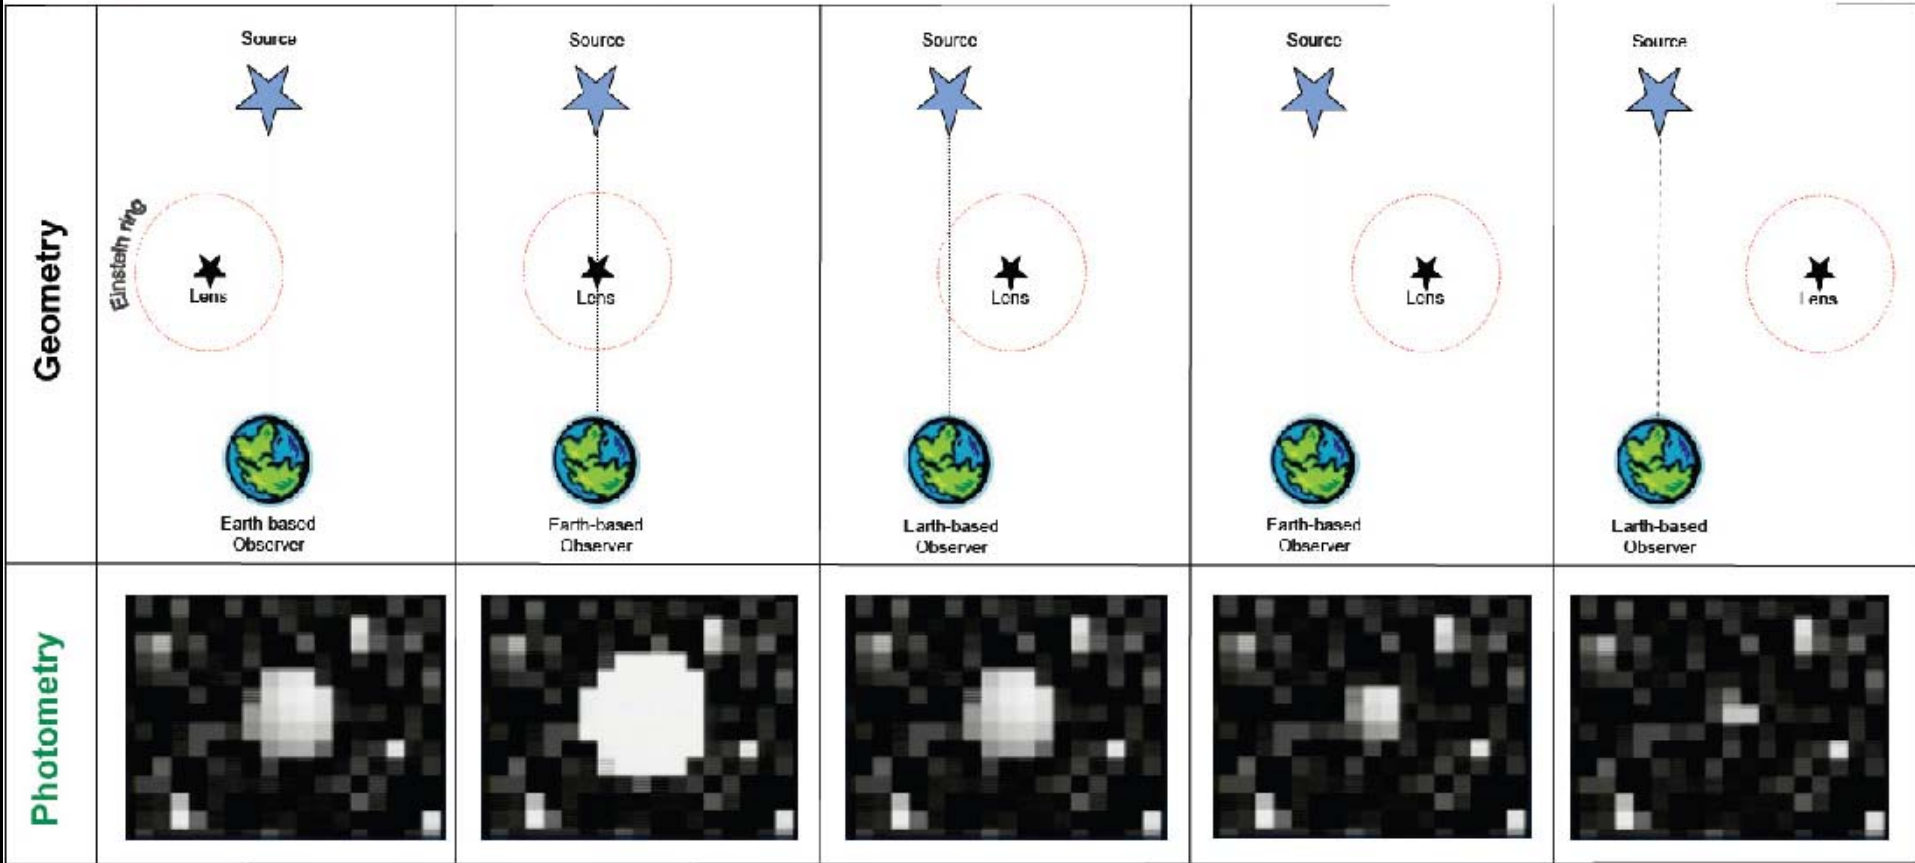 Geometry
Source
Einstein ring
Lens
Earth based
Observer
Source
Lens
Earth-based
Observer
Source
Lens
Earth-based
Observer
Source
Lens
Earth-based
Observer
Source
Lens
Earth-based
Observer
Photometry